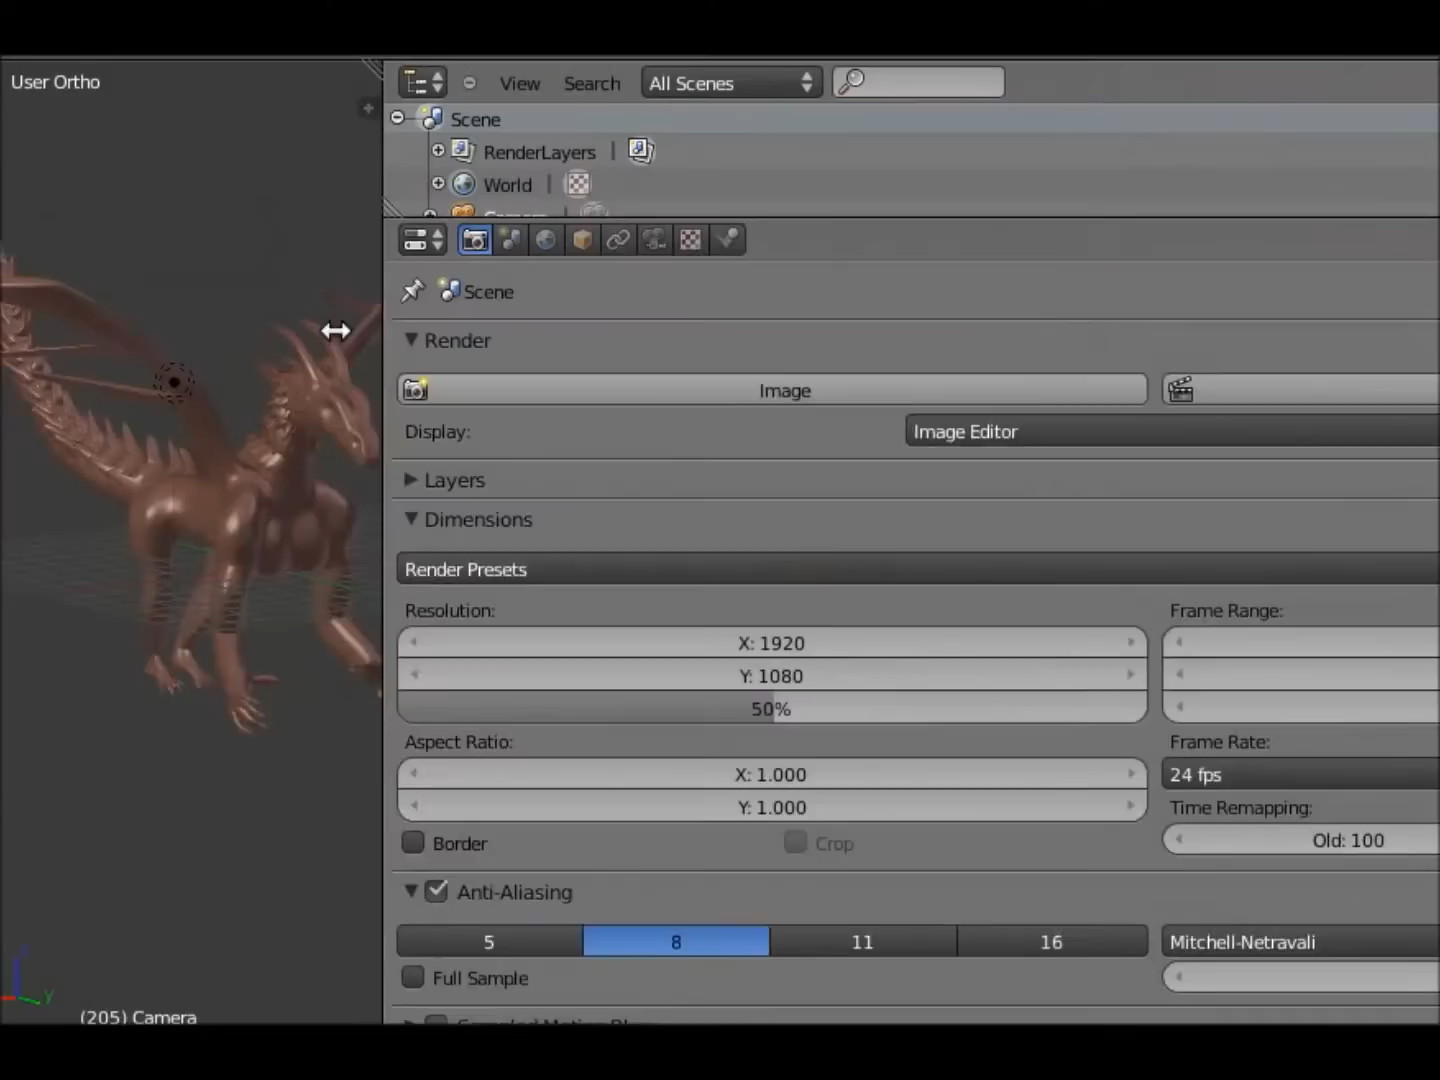 User Ortho
View Search All Scenes
Scene
RenderLayers
World
Scene
Render
Image
Display: Image Editor
Layers
Dimensions
Render Presets
Resolution: Frame Range:
X: 1920
Y: 1080
50%
Aspect Ratio: Frame Rate:
X: 1.000 24 fps
Y: 1.000 Time Remapping:
Border Crop Old: 100
Anti-Aliasing
5 8 11 16 Mitchell-Netravali
Full Sample
(205) Camera